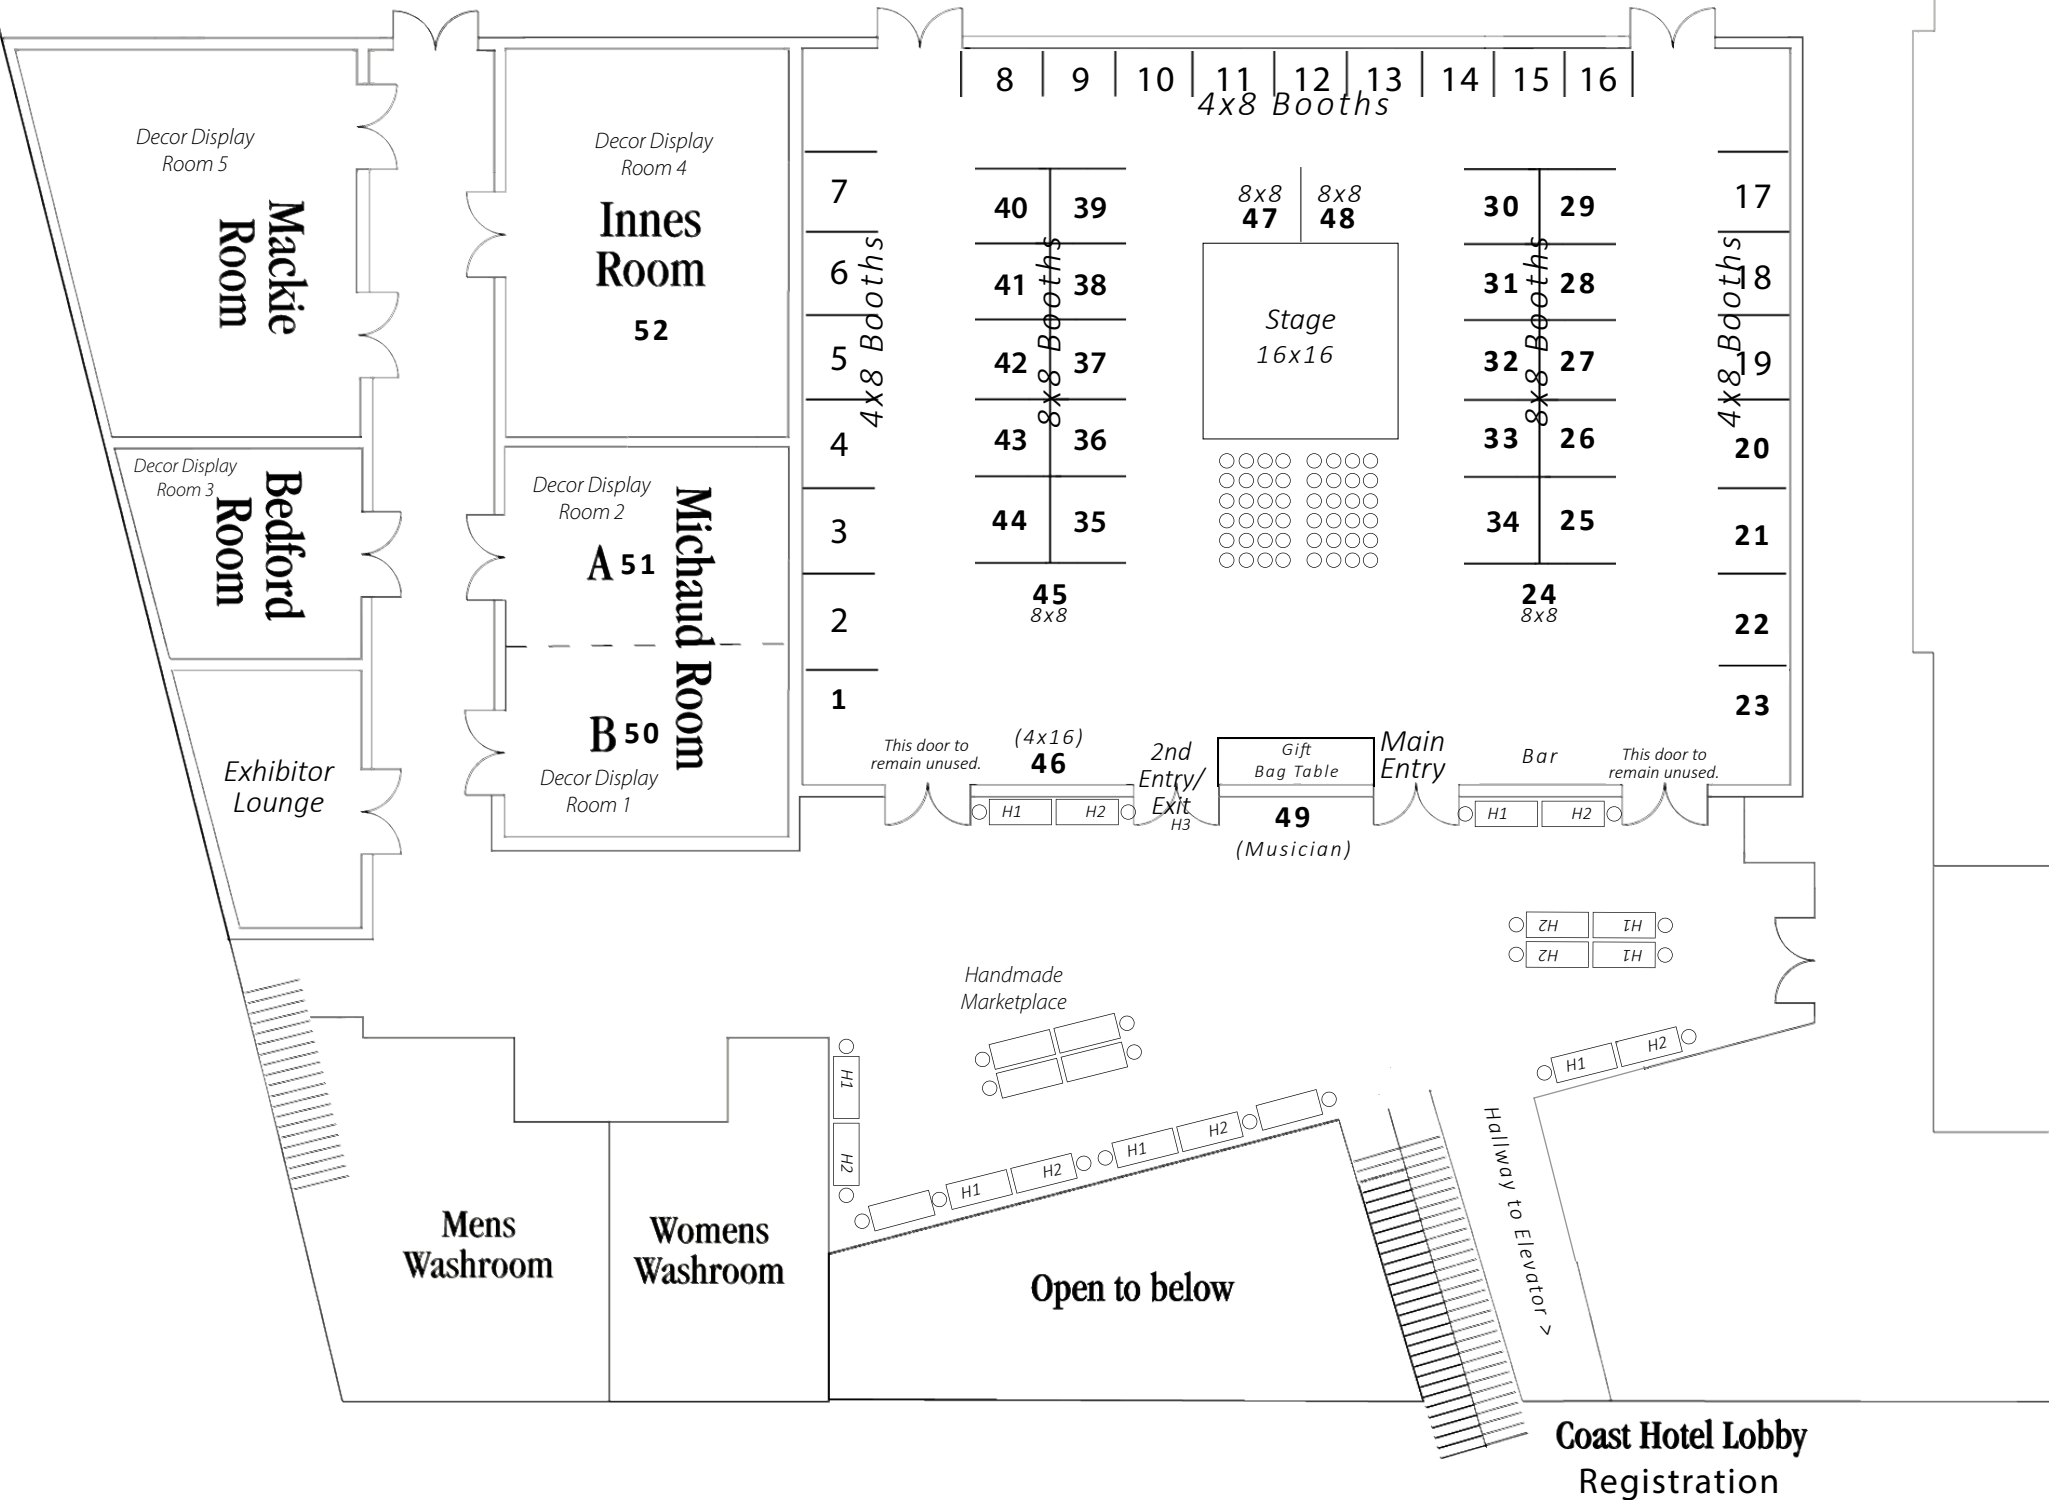 8 9 10 11 12 13 14 15 16
4x8 Booths
Decor Display
Room 5
Mackie
Room
Decor Display
Room 4
Innes
Room
52
Decor Display
Room 3
Bedford
Room
Decor Display
Room 2
A 51
Michaud Room
B 50
Decor Display
Room 1
Exhibitor
Lounge
7
6
5
4
3
2
1
4x8 Booths
40 39
41 38
42 37
43 36
44 35
8x8 Booths
45
8x8
8x8 8x8
47 48
Stage
16x16
30 29
31 28
32 27
33 26
34 25
8x8 Booths
24
8x8
17
18
19
20
21
22
23
4x8 Booths
This door to
remain unused.
(4x16)
46
2nd
Entry/
Exit
H3
Gift
Bag Table
Main
Entry
Bar
This door to
remain unused.
H1 H2
49
(Musician)
H1 H2
H2 H1
H2 H1
Handmade
Marketplace
H1 H2
H1
H2
H1 H2
H1 H2
Hallway to Elevator >
Mens
Washroom
Womens
Washroom
Open to below
Coast Hotel Lobby
Registration